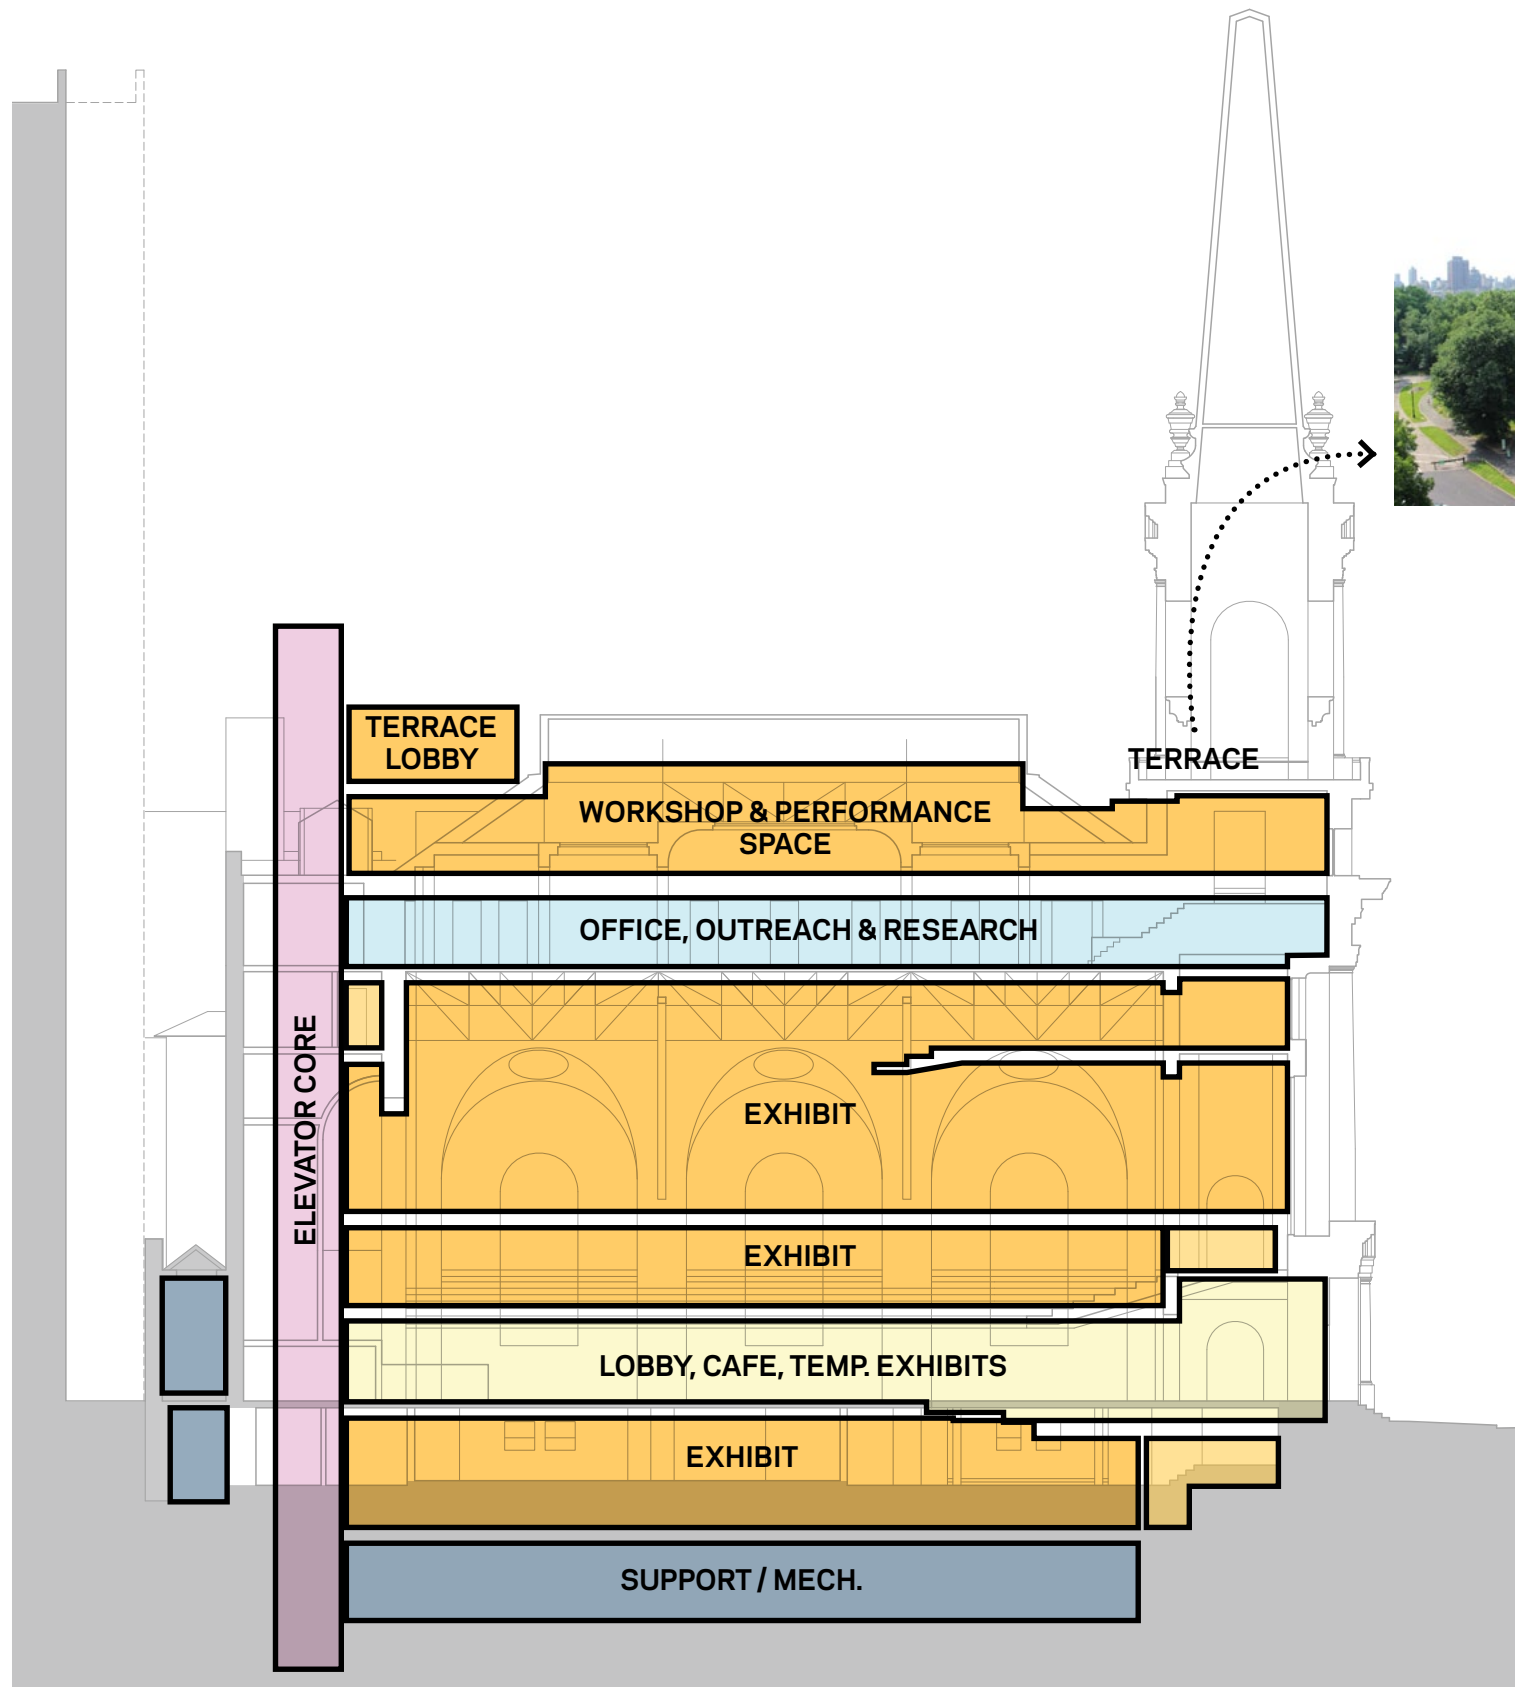 TERRACE
LOBBY
TERRACE
WORKSHOP & PERFORMANCE
SPACE
OFFICE, OUTREACH & RESEARCH
ELEVATOR CORE
EXHIBIT
EXHIBIT
LOBBY, CAFE, TEMP. EXHIBITS
EXHIBIT
SUPPORT / MECH.